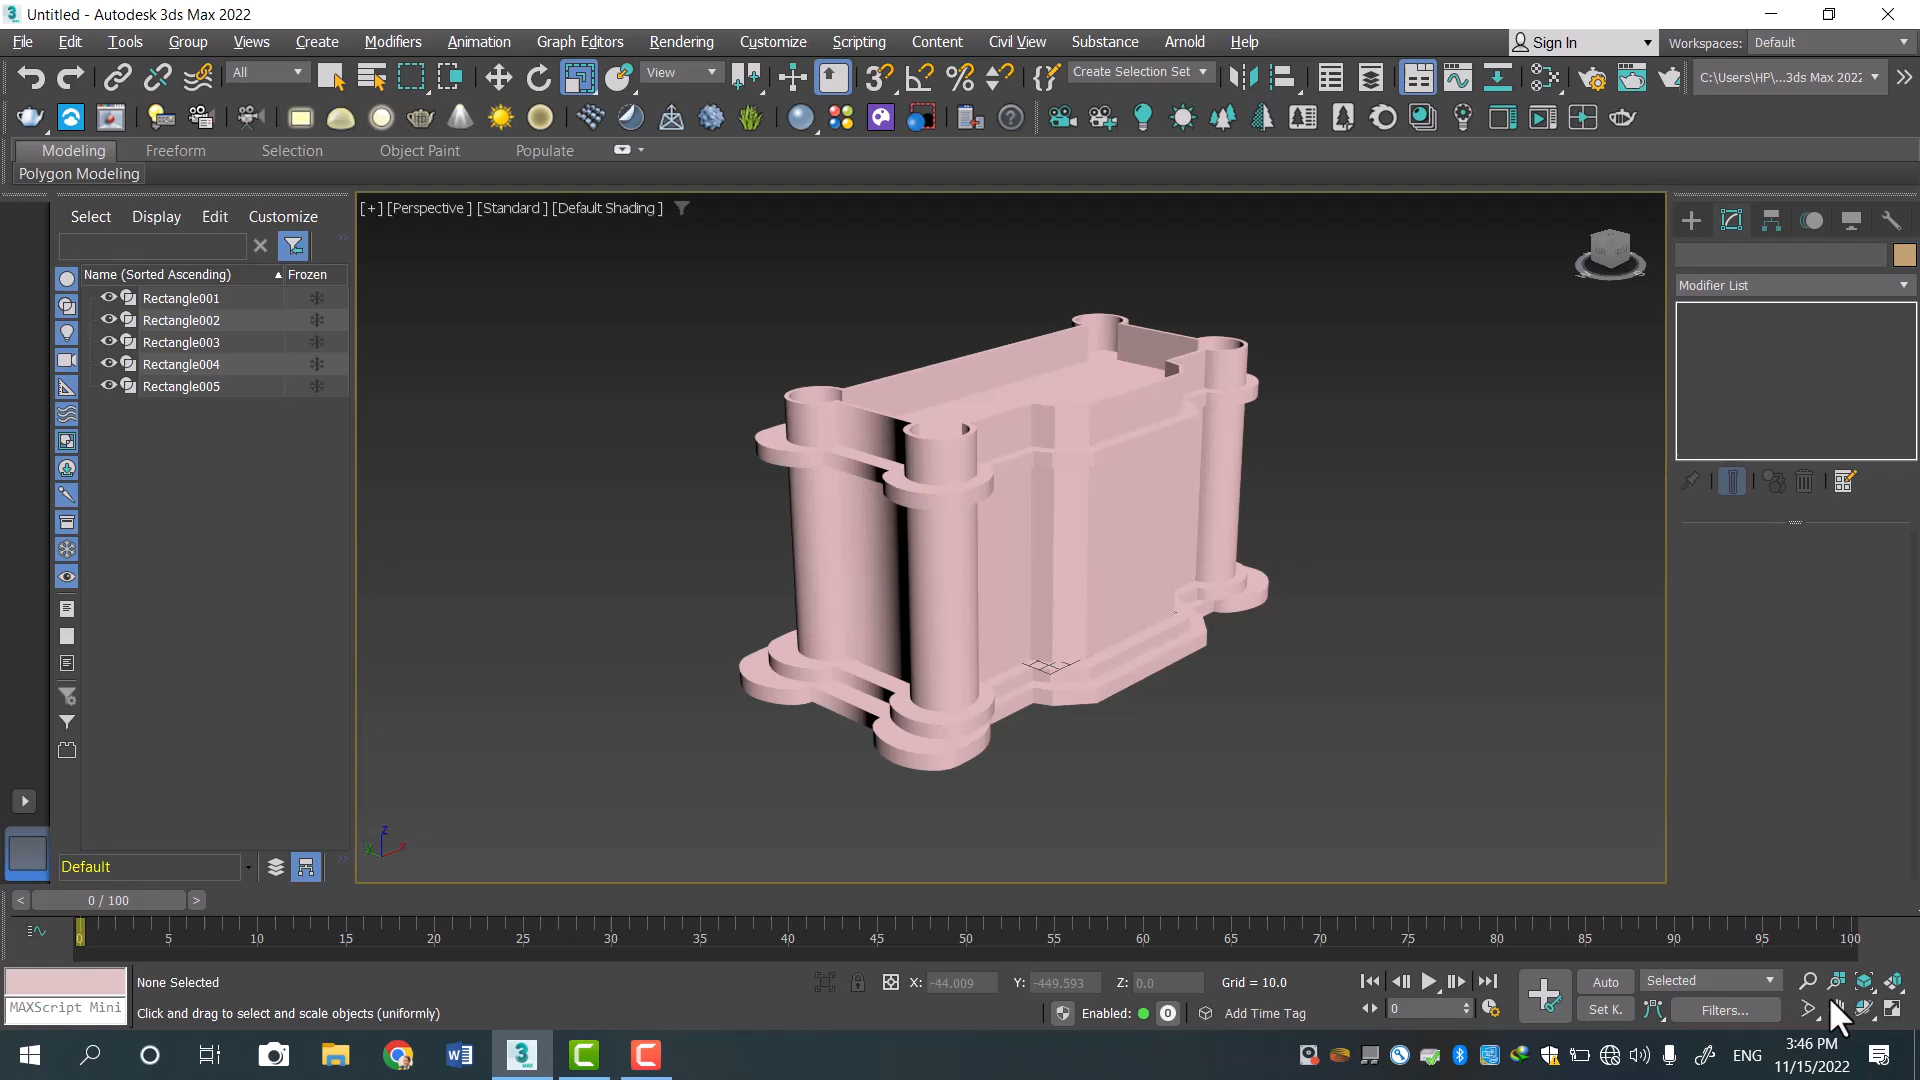 Untitled - Autodesk 3ds Max 2022
File Edit Tools Group Views Create Modifiers Animation Graph Editors Rendering Customize Scripting Content Civil View Substance Arnold Help
Sign In
Workspaces: Default
All
View
Create Selection Set
C:\Users\HP\...3ds Max 2022
Modeling Freeform Selection Object Paint Populate
Polygon Modeling
Select Display Edit Customize
[+] [Perspective ] [Standard ] [Default Shading ]
Name (Sorted Ascending) Frozen
Rectangle001
Rectangle002
Rectangle003
Rectangle004
Rectangle005
Modifier List
z
y x
Default
0 / 100
0 5 10 15 20 25 30 35 40 45 50 55 60 65 70 75 80 85 90 95 100
None Selected
X: -44.009 Y: -449.593 Z: 0.0 Grid = 10.0
Auto Selected
MAXScript Mini
Click and drag to select and scale objects (uniformly)
Enabled: 0 Add Time Tag
0
Set K. Filters...
ENG
3:46 PM
11/15/2022